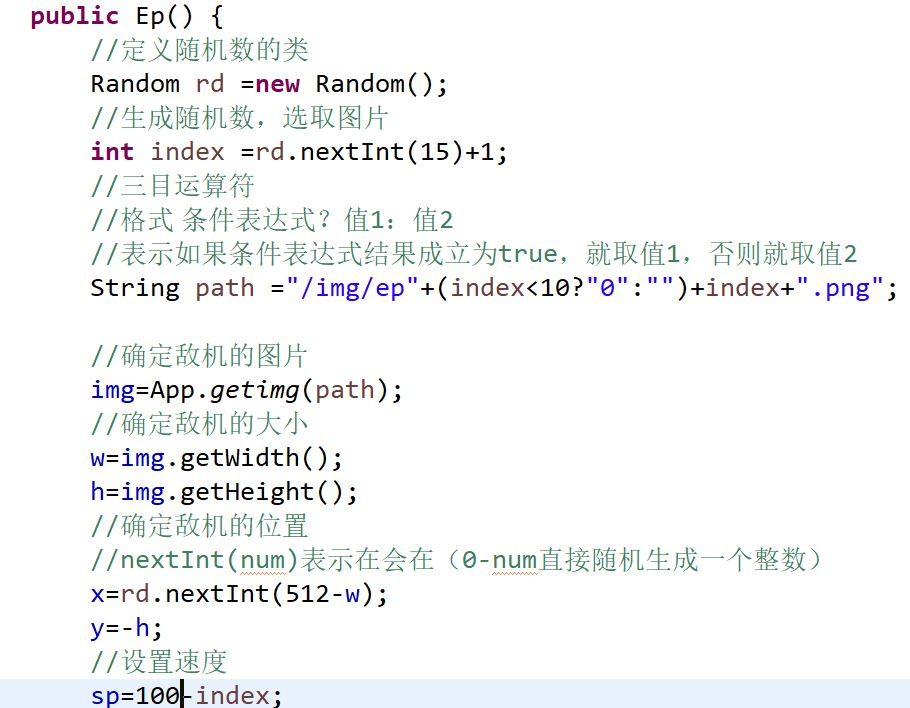 public Ep() {
//定义随机数的类
Random rd =new Random();
//生成随机数，选取图片
int index =rd.nextInt(15)+1;
//三目运算符
//格式 条件表达式？值1：值2
//表示如果条件表达式结果成立为true，就取值1，否则就取值2
String path ="/img/ep"+(index<10?"0":"")+index+".png";
//确定敌机的图片
img=App.getimg(path);
//确定敌机的大小
w=img.getWidth();
h=img.getHeight();
//确定敌机的位置
//nextInt(num)表示在会在（0-num直接随机生成一个整数）
x=rd.nextInt(512-w);
y=-h;
//设置速度
sp=100-index;